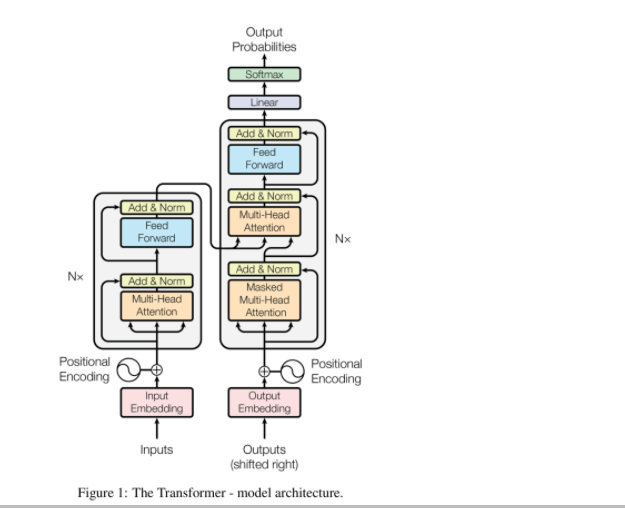 Output
Probabilities
Softmax
Linear
Add & Norm
Feed
Forward
Add & Norm
Multi-Head
Attention
Add & Norm
Masked
Multi-Head
Attention
Nx
Add & Norm
Feed
Forward
Add & Norm
Multi-Head
Attention
Nx
Positional
Encoding
Positional
Encoding
Input
Embedding
Output
Embedding
Inputs
Outputs
(shifted right)
Figure 1: The Transformer - model architecture.